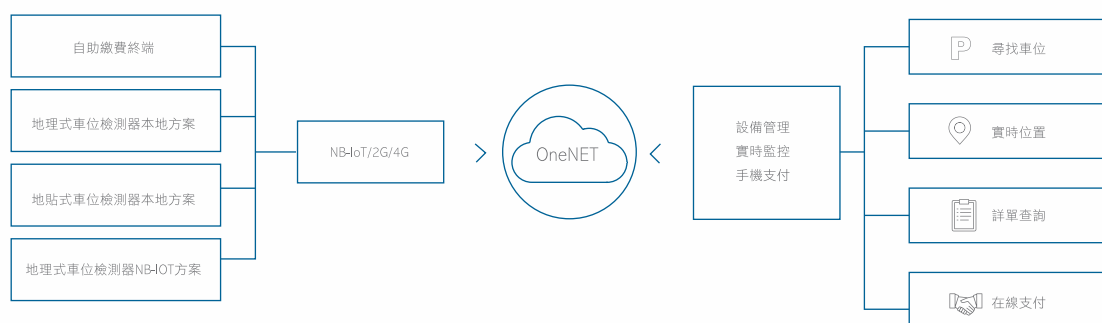 自助繳費終端
地理式車位檢測器本地方案
地貼式車位檢測器本地方案
地理式車位檢測器NB-IOT方案
NB-IoT/2G/4G
OneNET
設備管理
實時監控
手機支付
P 尋找車位
實時位置
詳單查詢
在線支付